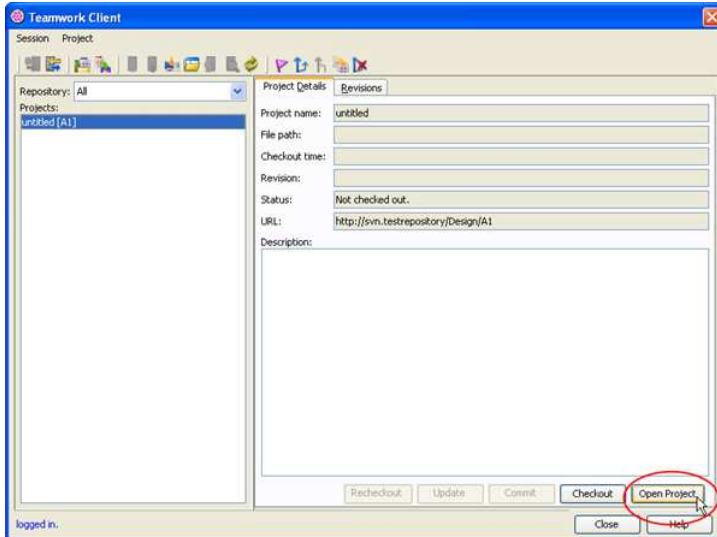 Teamwork Client
Session Project
Repository: All
Projects:
untitled [A1]
Project Details Revisions
Project name: untitled
File path:
Checkout time:
Revision:
Status: Not checked out.
URL: http://svn.testrepository/Design/A1
Description:
Recheckout Update Commit Checkout Open Project
logged in. Close Help